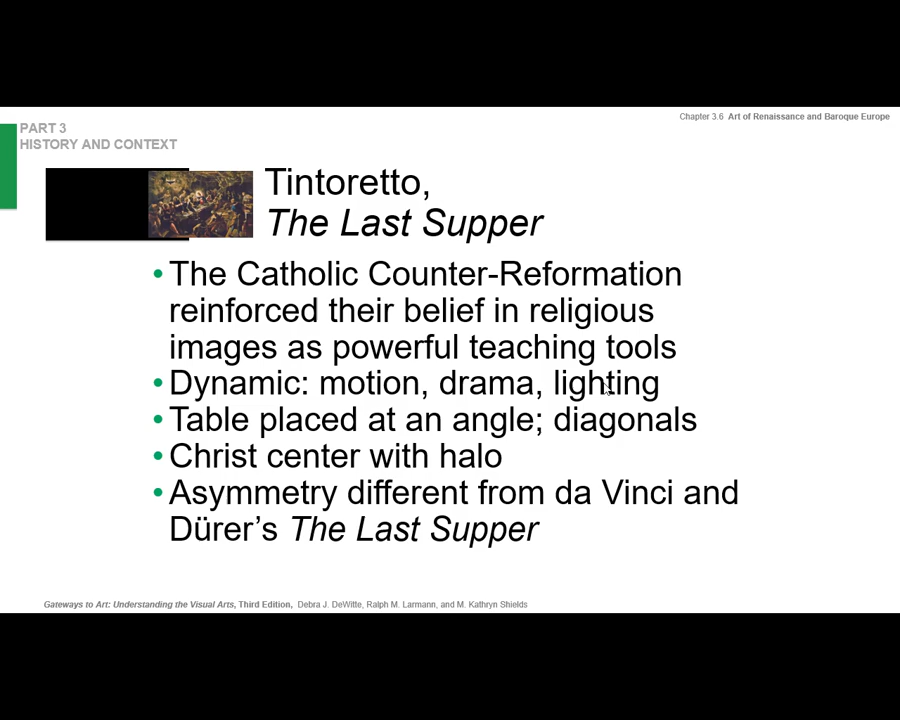 Chapter 3.6 Art of Renaissance and Baroque Europe
PART 3
HISTORY AND CONTEXT
Tintoretto,
The Last Supper
• The Catholic Counter-Reformation
reinforced their belief in religious
images as powerful teaching tools
• Dynamic: motion, drama, lighting
• Table placed at an angle; diagonals
• Christ center with halo
• Asymmetry different from da Vinci and
Dürer’s The Last Supper
Gateways to Art: Understanding the Visual Arts, Third Edition, Debra J. DeWitte, Ralph M. Larmann, and M. Kathryn Shields